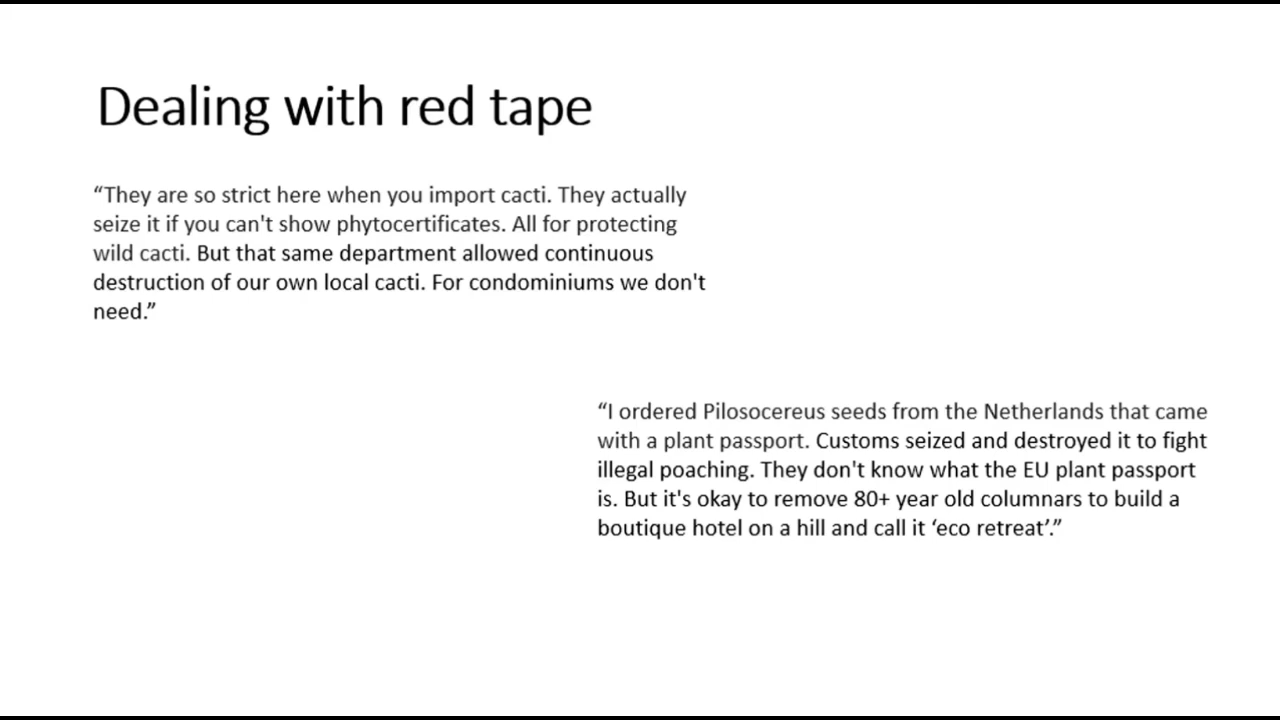 Dealing with red tape
“They are so strict here when you import cacti. They actually
seize it if you can't show phytocertificates. All for protecting
wild cacti. But that same department allowed continuous
destruction of our own local cacti. For condominiums we don't
need.”
“I ordered Pilosocereus seeds from the Netherlands that came
with a plant passport. Customs seized and destroyed it to fight
illegal poaching. They don't know what the EU plant passport
is. But it's okay to remove 80+ year old columnars to build a
boutique hotel on a hill and call it ‘eco retreat’.”